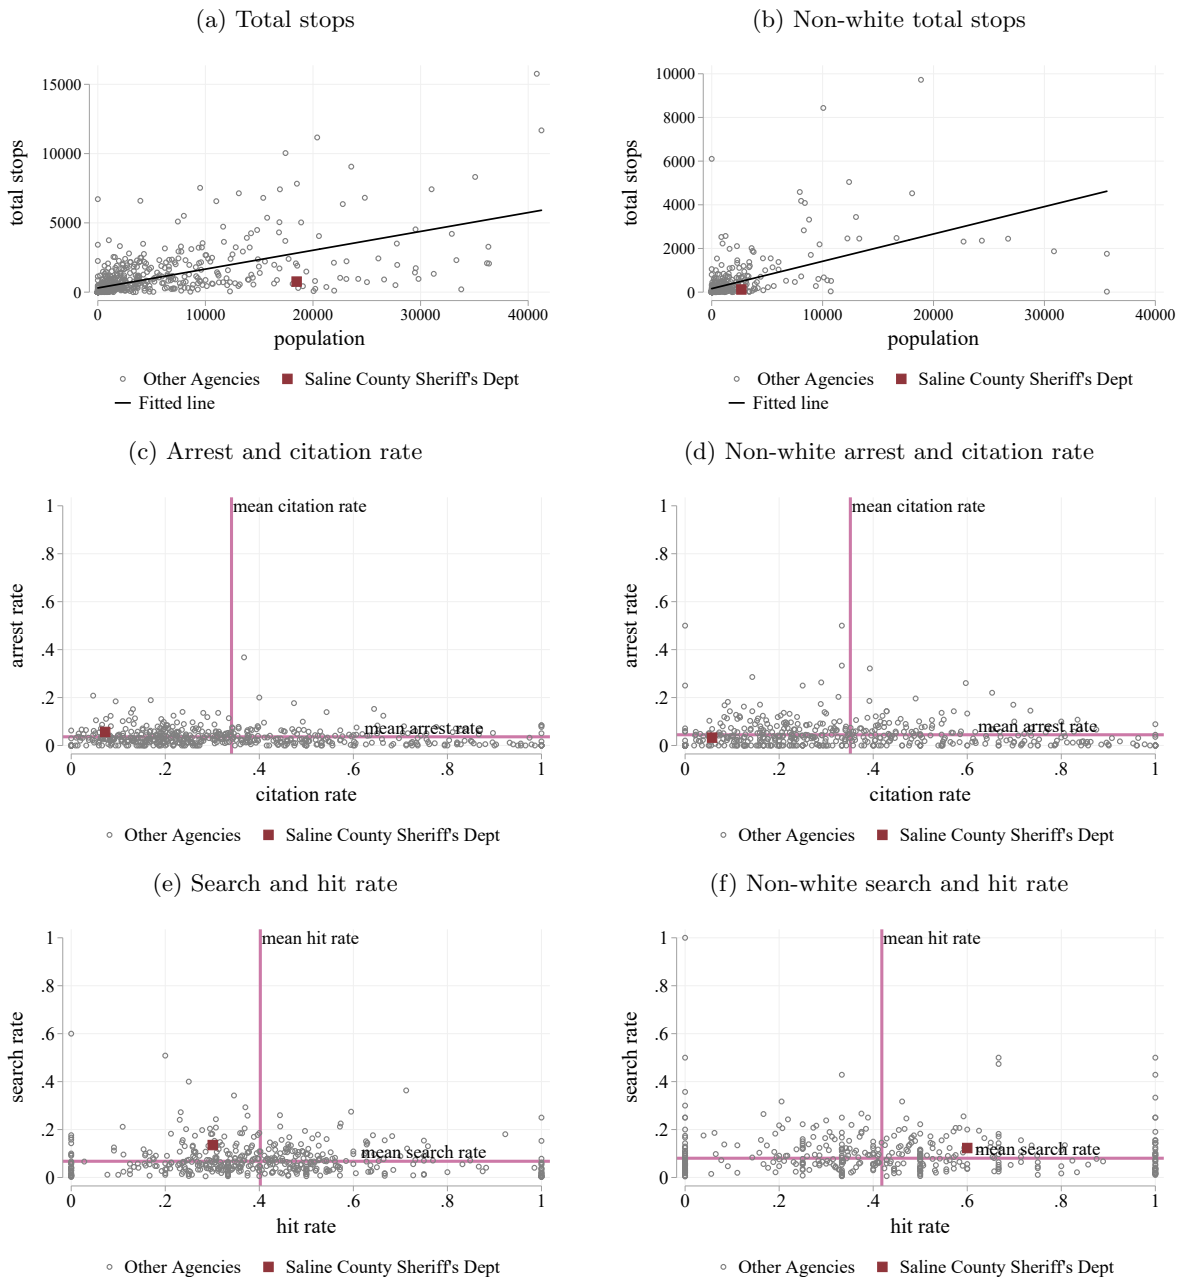 (a) Total stops
(b) Non-white total stops
total stops
15000
10000
5000
0
0 10000 20000 30000 40000
population
Other Agencies Saline County Sheriff's Dept
Fitted line
total stops
10000
8000
6000
4000
2000
0
0 10000 20000 30000 40000
population
Other Agencies Saline County Sheriff's Dept
Fitted line
(c) Arrest and citation rate
(d) Non-white arrest and citation rate
arrest rate
1
.8
.6
.4
.2
0
mean citation rate
mean arrest rate
0 .2 .4 .6 .8 1
citation rate
Other Agencies Saline County Sheriff's Dept
arrest rate
1
.8
.6
.4
.2
0
mean citation rate
mean arrest rate
0 .2 .4 .6 .8 1
citation rate
Other Agencies Saline County Sheriff's Dept
(e) Search and hit rate
(f) Non-white search and hit rate
search rate
1
.8
.6
.4
.2
0
mean hit rate
mean search rate
0 .2 .4 .6 .8 1
hit rate
Other Agencies Saline County Sheriff's Dept
search rate
1
.8
.6
.4
.2
0
mean hit rate
mean search rate
0 .2 .4 .6 .8 1
hit rate
Other Agencies Saline County Sheriff's Dept